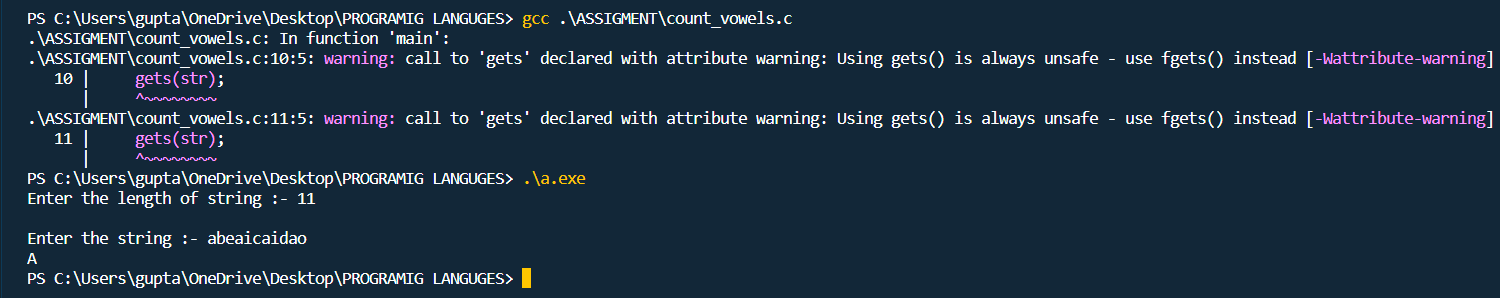 PS C:\Users\gupta\OneDrive\Desktop\PROGRAMIG LANGUGES> gcc .\ASSIGMENT\count_vowels.c
.\ASSIGMENT\count_vowels.c: In function 'main':
.\ASSIGMENT\count_vowels.c:10:5: warning: call to 'gets' declared with attribute warning: Using gets() is always unsafe - use fgets() instead [-Wattribute-warning]
   10 |     gets(str);
      |     ^~~~~~~~~
.\ASSIGMENT\count_vowels.c:11:5: warning: call to 'gets' declared with attribute warning: Using gets() is always unsafe - use fgets() instead [-Wattribute-warning]
   11 |     gets(str);
      |     ^~~~~~~~~
PS C:\Users\gupta\OneDrive\Desktop\PROGRAMIG LANGUGES> .\a.exe
Enter the length of string :- 11

Enter the string :- abeaicaidao
A
PS C:\Users\gupta\OneDrive\Desktop\PROGRAMIG LANGUGES>